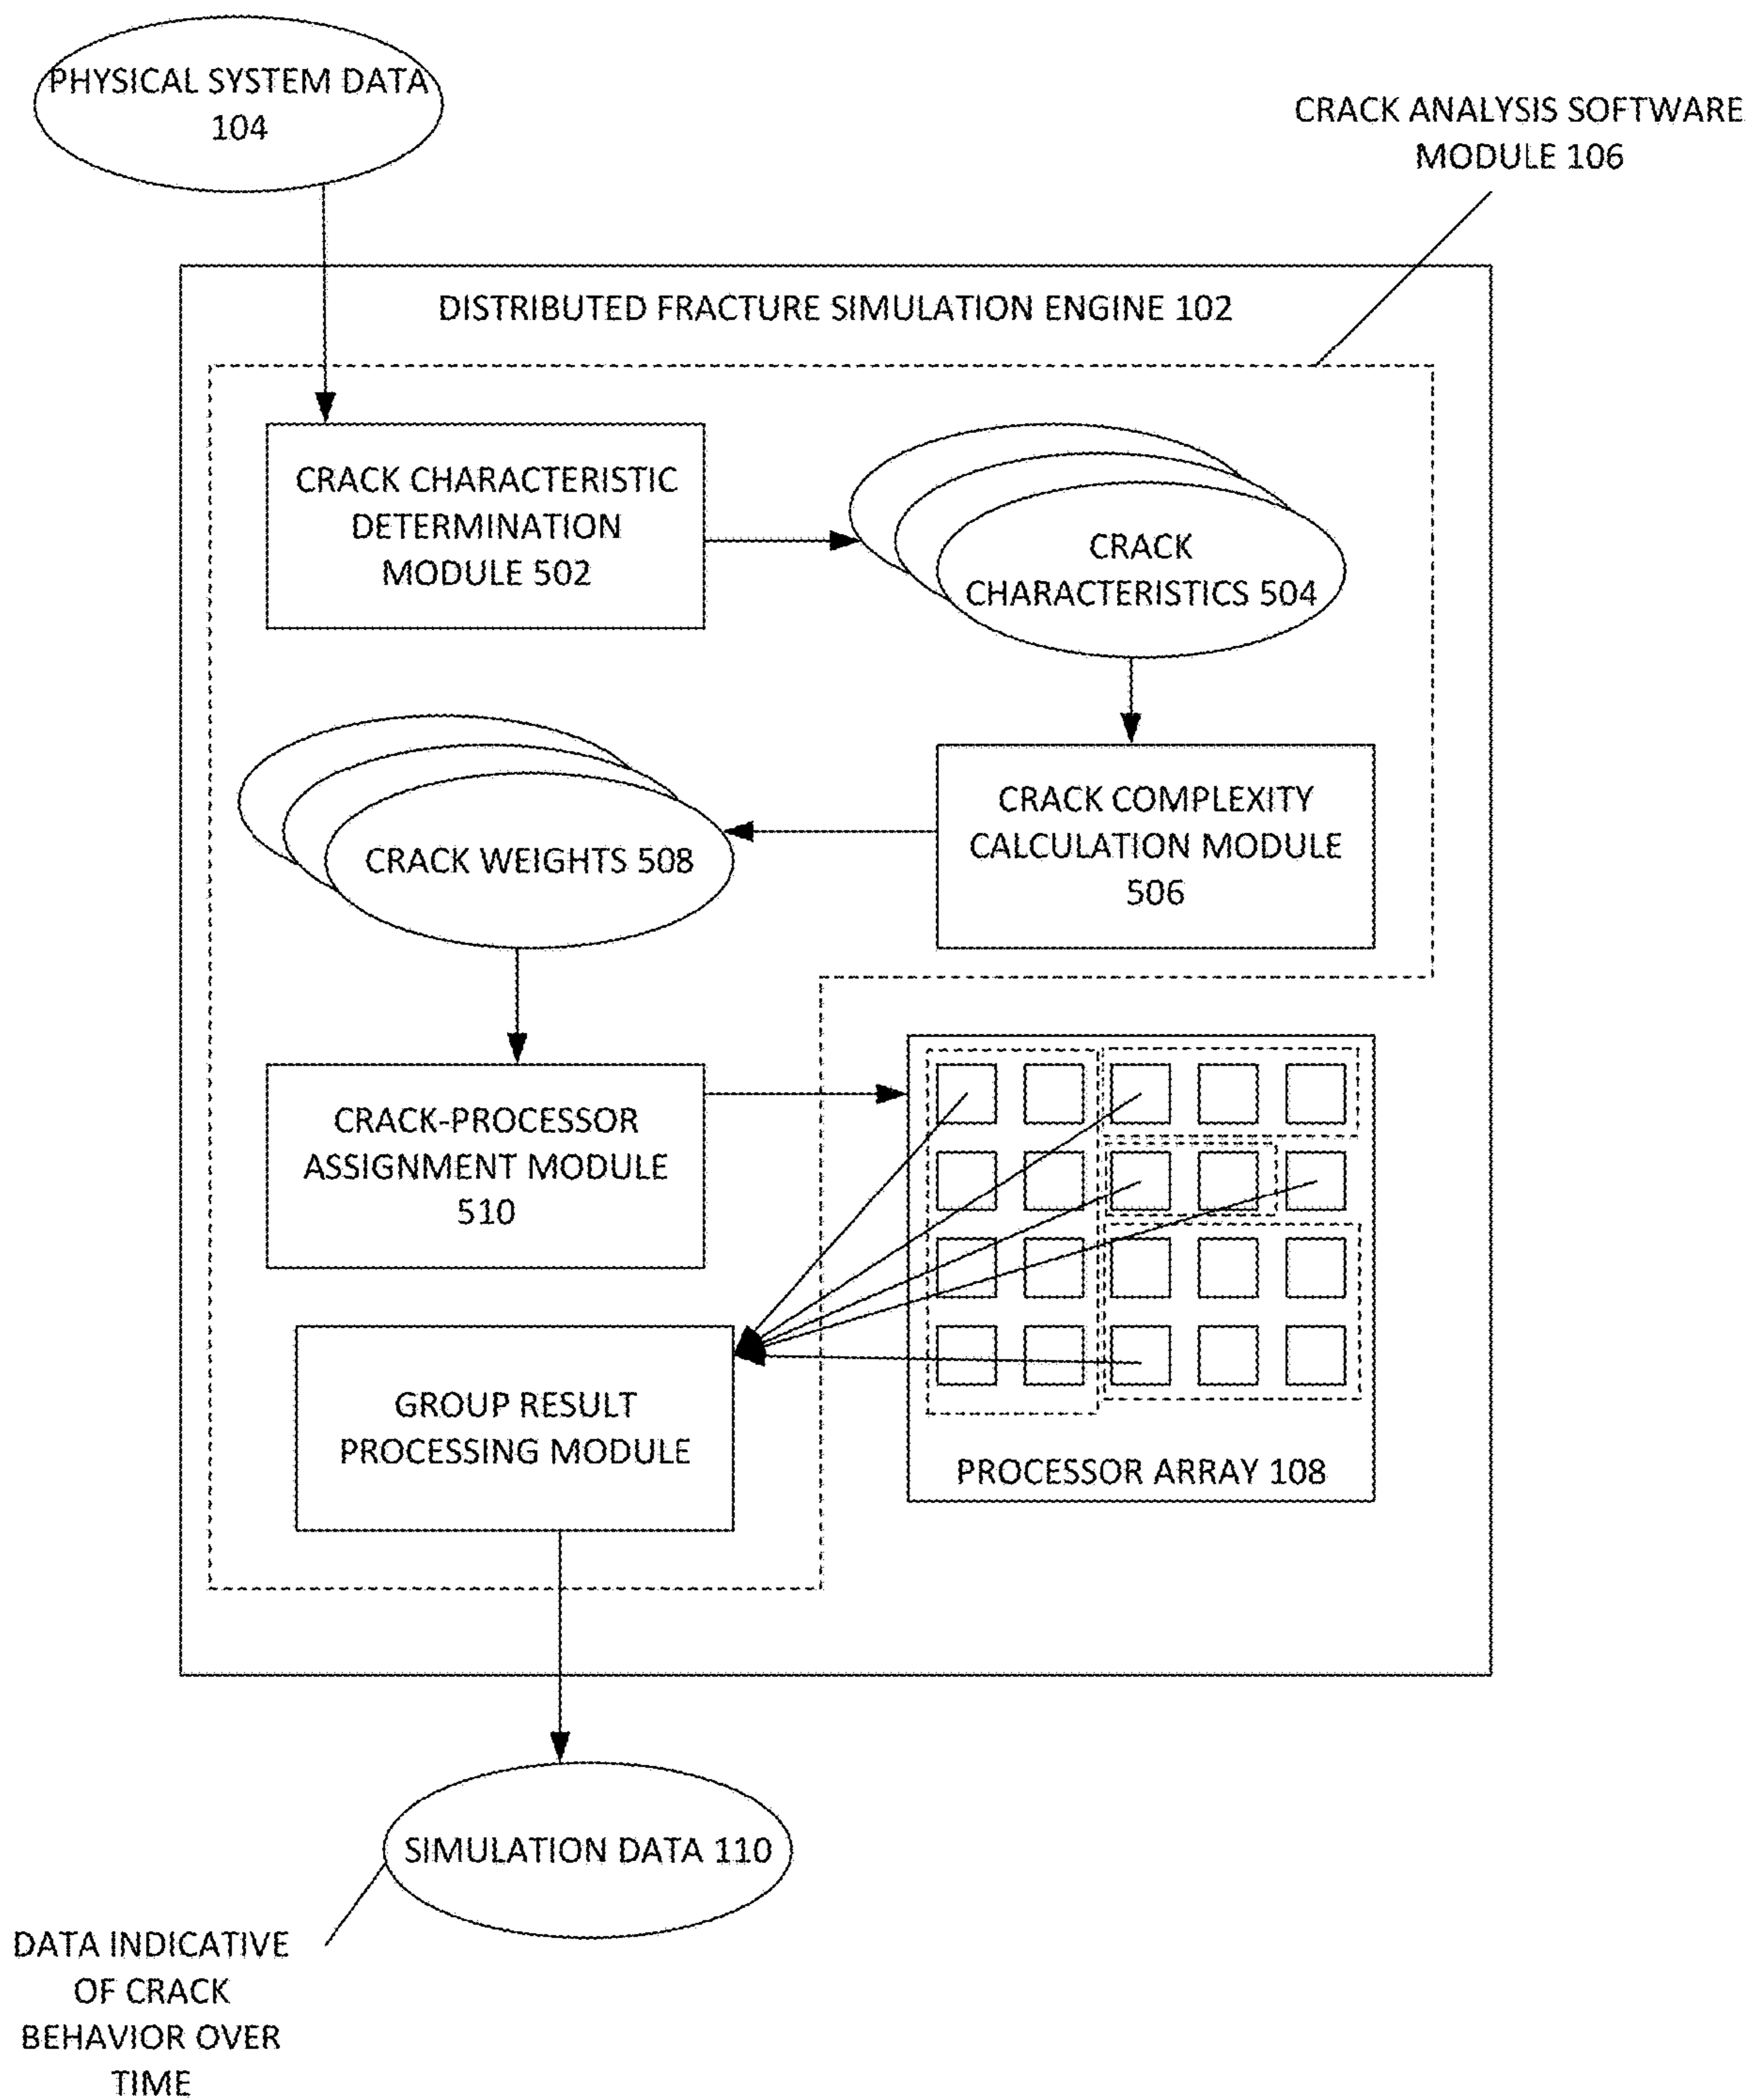 PHYSICAL SYSTEM DATA
104
CRACK ANALYSIS SOFTWARE
MODULE 106
DISTRIBUTED FRACTURE SIMULATION ENGINE 102
CRACK CHARACTERISTIC
DETERMINATION
MODULE 502
CRACK
CHARACTERISTICS 504
CRACK COMPLEXITY
CALCULATION MODULE
506
CRACK WEIGHTS 508
CRACK-PROCESSOR
ASSIGNMENT MODULE
510
GROUP RESULT
PROCESSING MODULE
PROCESSOR ARRAY 108
SIMULATION DATA 110
DATA INDICATIVE
OF CRACK
BEHAVIOR OVER
TIME